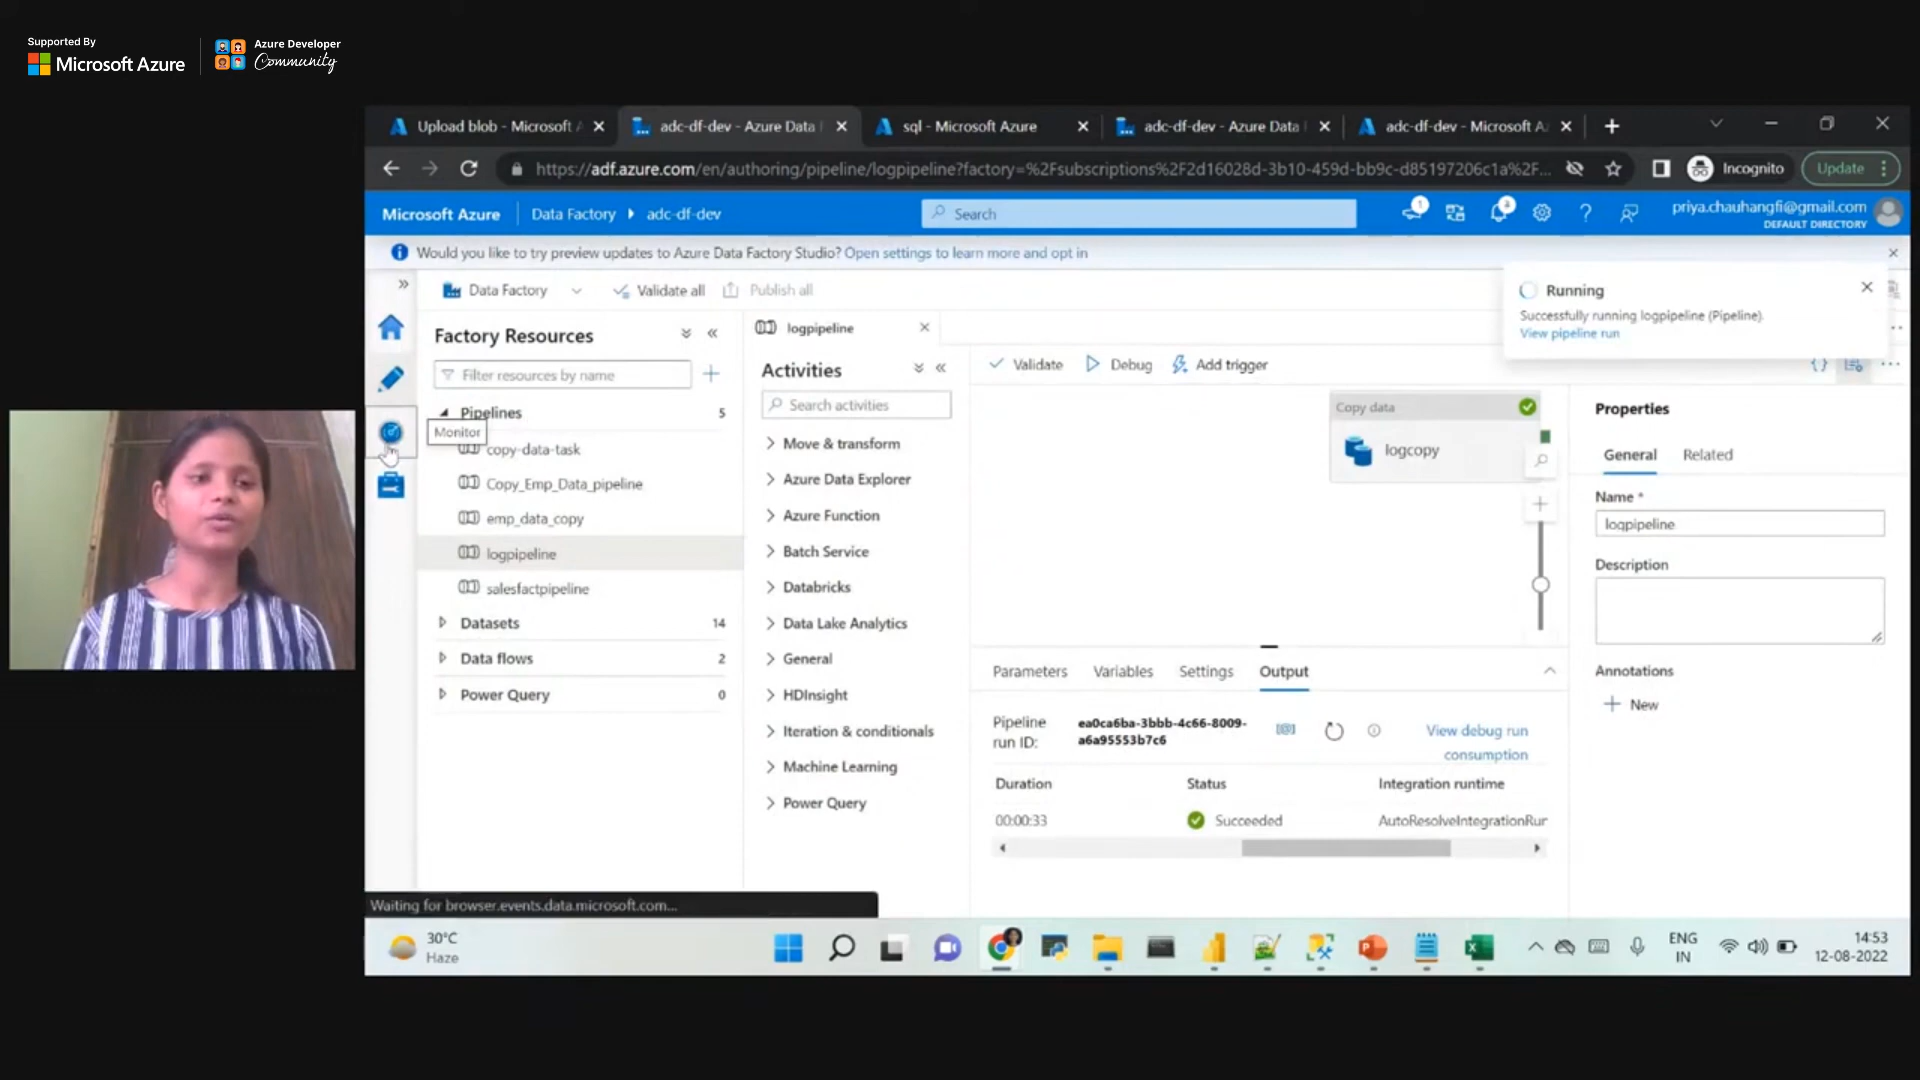 Supported By
Microsoft Azure
Azure Developer
Community
Upload blob - Microsoft
adc-df-dev - Azure Data
sql - Microsoft Azure
adc-df-dev - Azure Data
adc-df-dev - Microsoft A
https://adf.azure.com/en/authoring/pipeline/logpipeline?factory=%2Fsubscriptions%2F2d16028d-3b10-459d-bb9c-d85197206c1a%2F...
Incognito
Update
Microsoft Azure
Data Factory
adc-df-dev
Search
1
3
priya.chauhangfi@gmail.com
DEFAULT DIRECTORY
Would you like to try preview updates to Azure Data Factory Studio? Open settings to learn more and opt in
Data Factory
Validate all
Publish all
Running
Successfully running logpipeline (Pipeline).
View pipeline run
Factory Resources
Filter resources by name
Pipelines 5
Monitor
copy-data-task
Copy_Emp_Data_pipeline
emp_data_copy
logpipeline
salesfactpipeline
Datasets 14
Data flows 2
Power Query 0
logpipeline
Activities
Search activities
Move & transform
Azure Data Explorer
Azure Function
Batch Service
Databricks
Data Lake Analytics
General
HDInsight
Iteration & conditionals
Machine Learning
Power Query
Validate
Debug
Add trigger
Copy data
logcopy
Parameters
Variables
Settings
Output
Pipeline run ID:
ea0ca6ba-3bbb-4c66-8009-
a6a95553b7c6
View debug run
consumption
Duration
Status
Integration runtime
00:00:33
Succeeded
AutoResolveIntegrationRur
Properties
General
Related
Name *
logpipeline
Description
Annotations
New
Waiting for browser.events.data.microsoft.com...
30°C
Haze
ENG
IN
14:53
12-08-2022